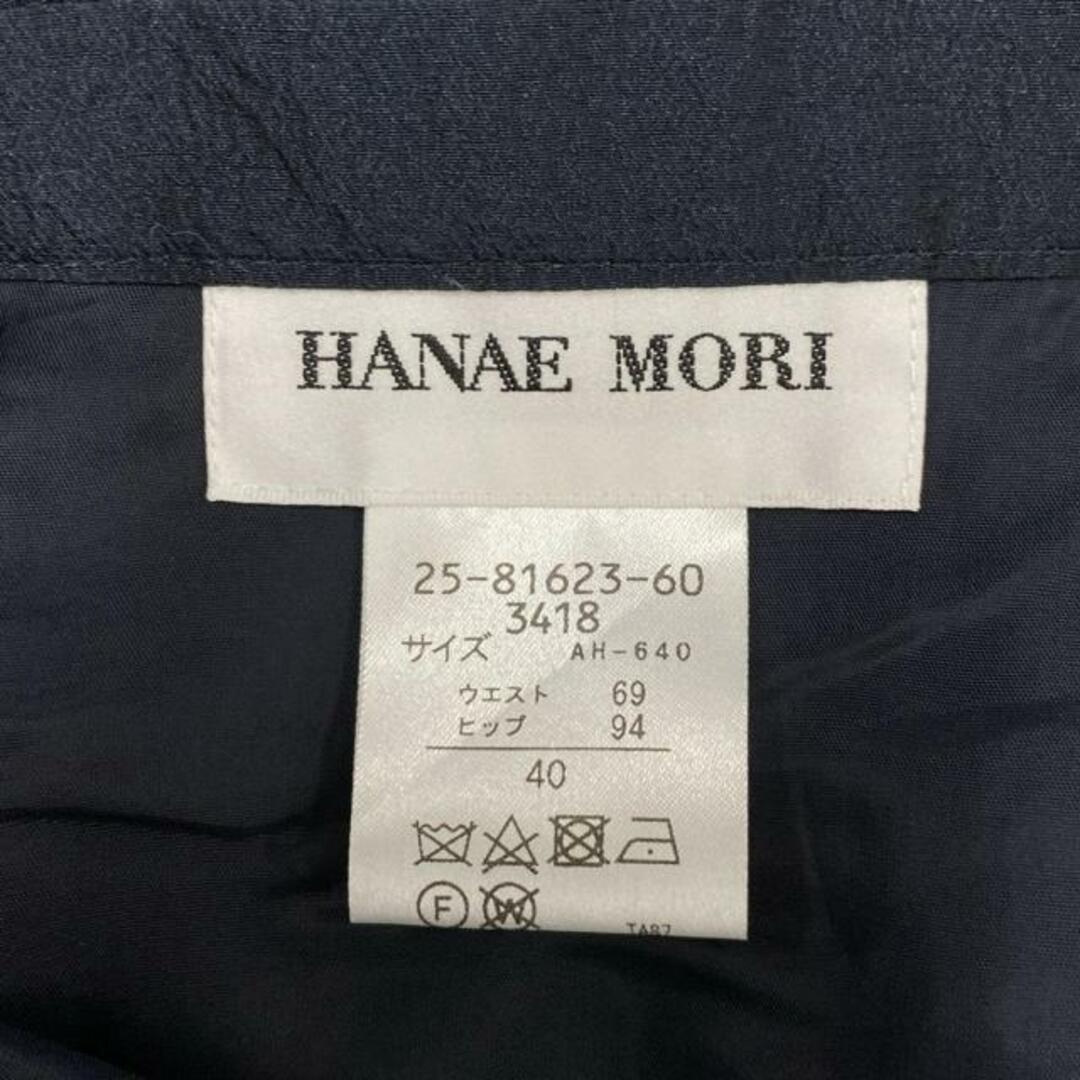 HANAE MORI
25-81623-60
3418
サイズ AH-640
ウエスト 69
ヒップ 94
40
F W
TA87